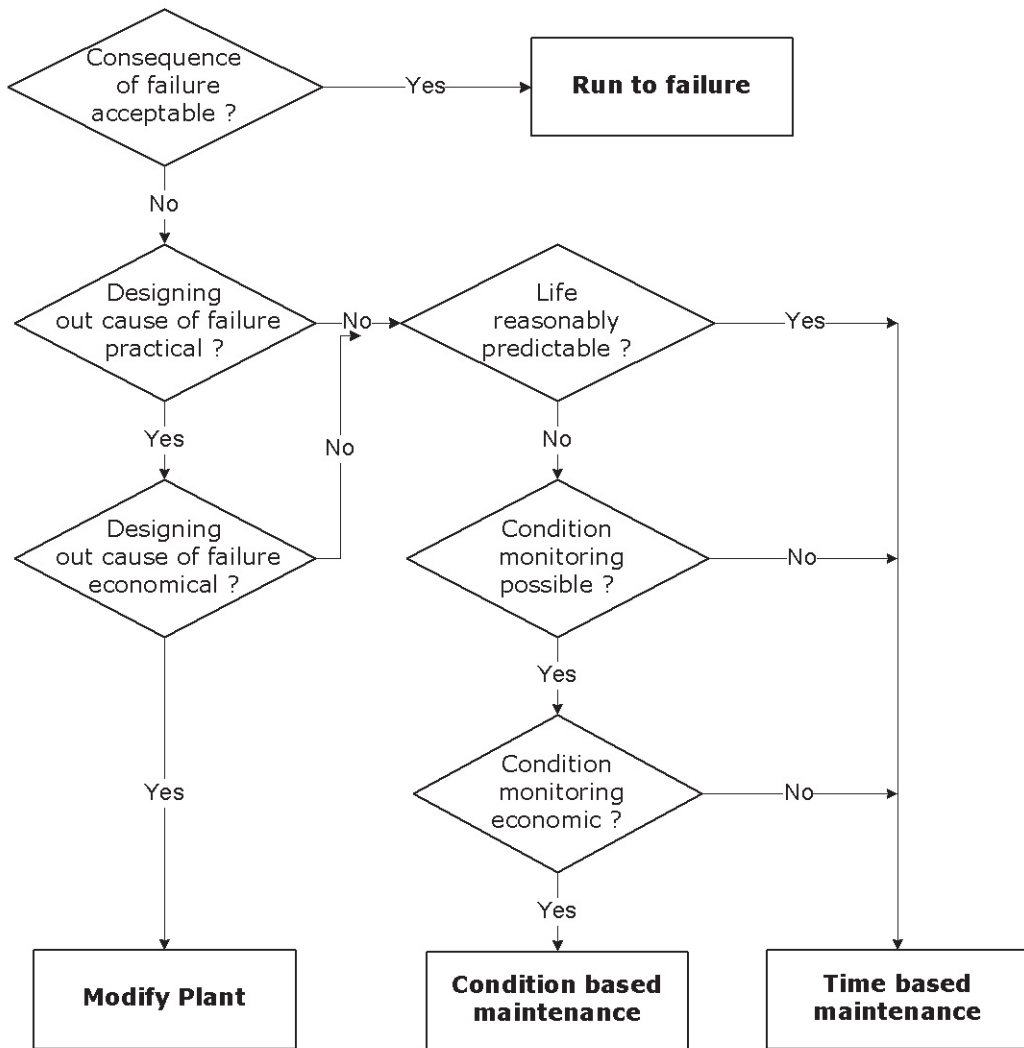 Consequence
of failure
acceptable ?
Yes
Run to failure
No
Designing
out cause of failure
practical ?
No
Life
reasonably
predictable ?
Yes
Yes
No
No
Designing
out cause of failure
economical ?
Condition
monitoring
possible ?
No
Yes
Condition
monitoring
economic ?
No
Yes
Yes
Modify Plant
Condition based
maintenance
Time based
maintenance